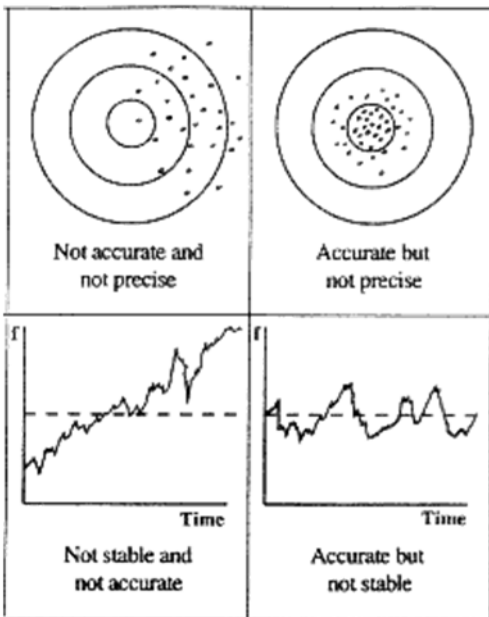 Not accurate and
not precise
Accurate but
not precise
f
Time
Not stable and
not accurate
f
Time
Accurate but
not stable